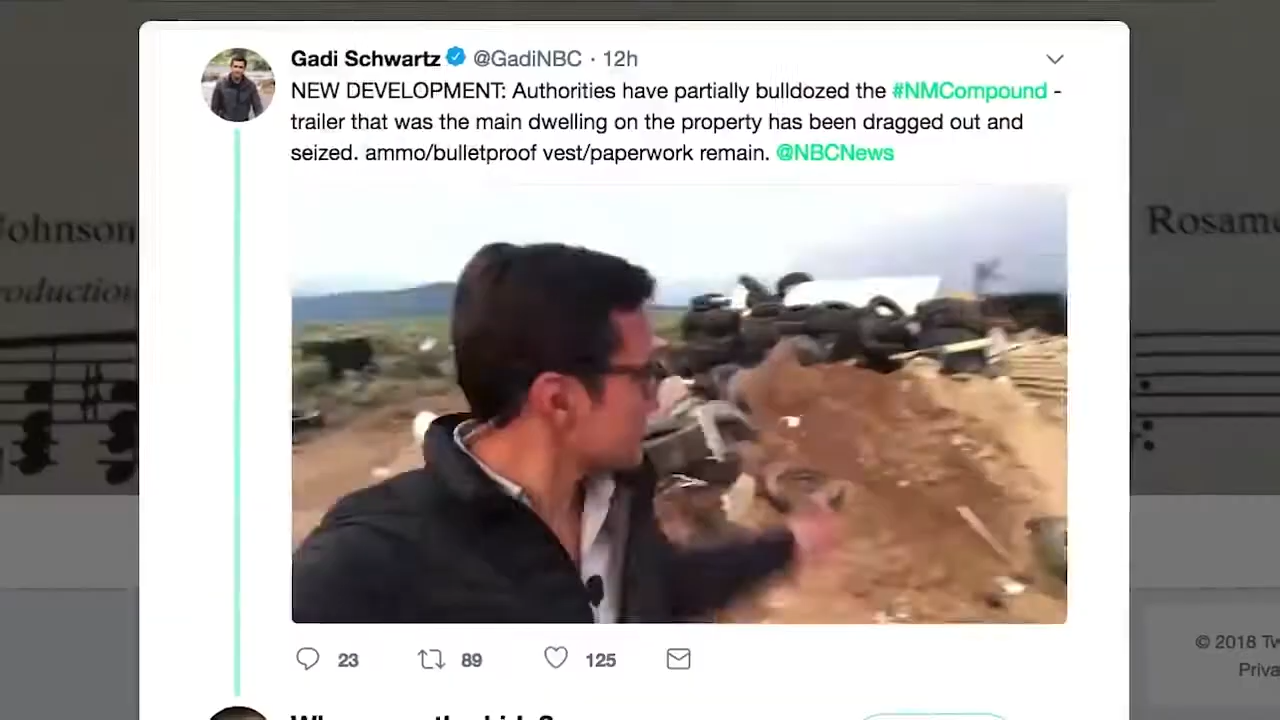 Gadi Schwartz @GadiNBC · 12h
NEW DEVELOPMENT: Authorities have partially bulldozed the #NMCompound -
trailer that was the main dwelling on the property has been dragged out and
seized. ammo/bulletproof vest/paperwork remain. @NBCNews
Johnson
Rosam
roduction
23 89 125
© 2018 Tw
Priva